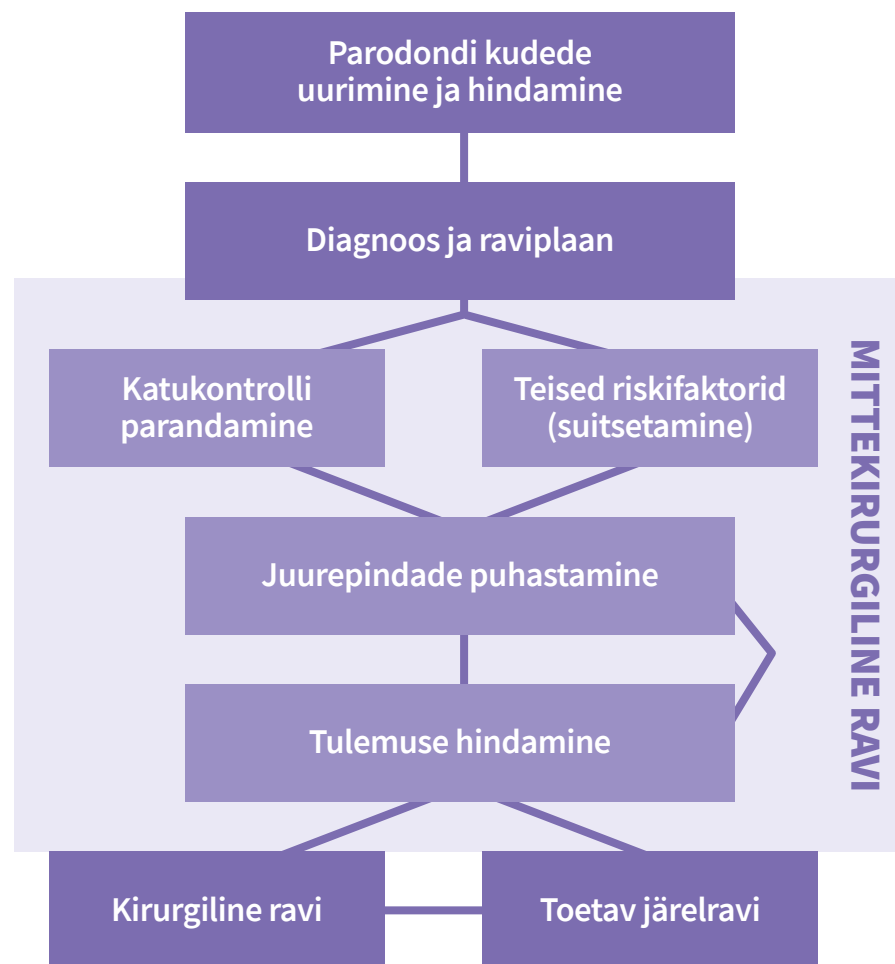 Parodondi kudede
uurimine ja hindamine
Diagnoos ja raviplaan
Katukontrolli
parandamine
Teised riskifaktorid
(suitsetamine)
Juurepindade puhastamine
Tulemuse hindamine
MITTEKIRURGILINE RAVI
Kirurgiline ravi
Toetav järelravi